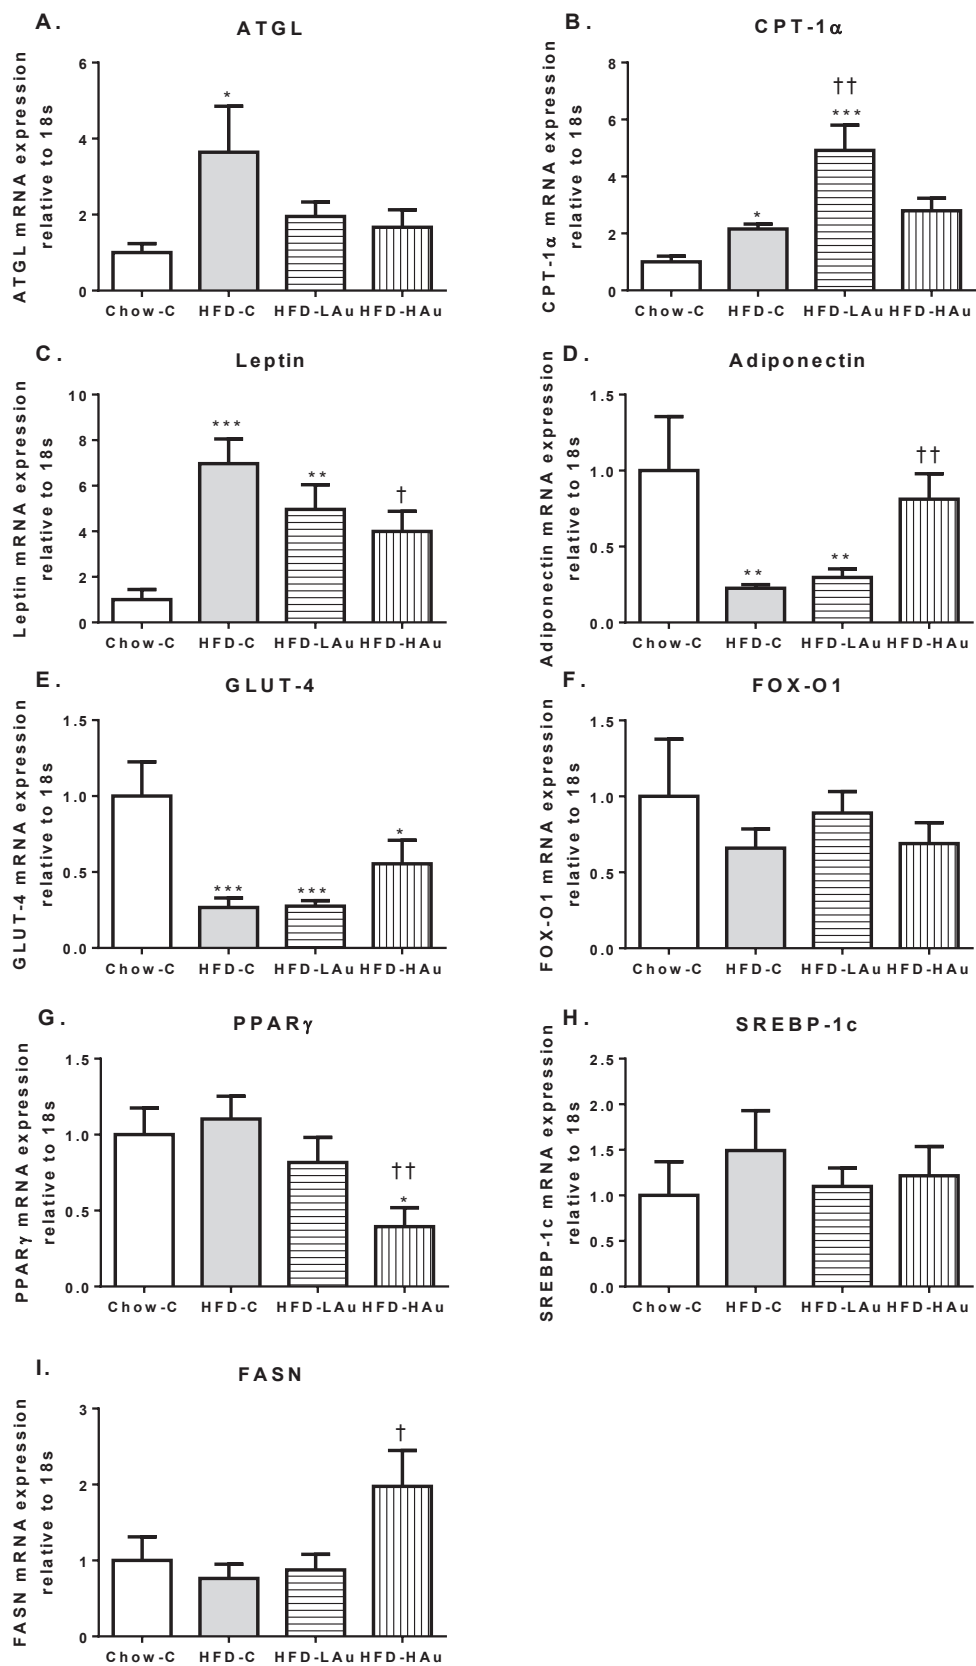 A. ATGL
ATGL mRNA expression
relative to 18s
6
4
2
0
*
Chow-C HFD-C HFD-LAu HFD-HAu
B. CPT-1α
CPT-1α mRNA expression
relative to 18s
8
6
4
2
0
*
††
***
Chow-C HFD-C HFD-LAu HFD-HAu
C. Leptin
Leptin mRNA expression
relative to 18s
10
8
6
4
2
0
***
**
†
Chow-C HFD-C HFD-LAu HFD-HAu
D. Adiponectin
Adiponectin mRNA expression
relative to 18s
1.5
1.0
0.5
0.0
**
**
††
Chow-C HFD-C HFD-LAu HFD-HAu
E. GLUT-4
GLUT-4 mRNA expression
relative to 18s
1.5
1.0
0.5
0.0
***
***
*
Chow-C HFD-C HFD-LAu HFD-HAu
F. FOX-O1
FOX-O1 mRNA expression
relative to 18s
1.5
1.0
0.5
0.0
Chow-C HFD-C HFD-LAu HFD-HAu
G. PPARγ
PPARγ mRNA expression
relative to 18s
1.5
1.0
0.5
0.0
††
*
Chow-C HFD-C HFD-LAu HFD-HAu
H. SREBP-1c
SREBP-1c mRNA expression
relative to 18s
2.5
2.0
1.5
1.0
0.5
0.0
Chow-C HFD-C HFD-LAu HFD-HAu
I. FASN
FASN mRNA expression
relative to 18s
3
2
1
0
†
Chow-C HFD-C HFD-LAu HFD-HAu